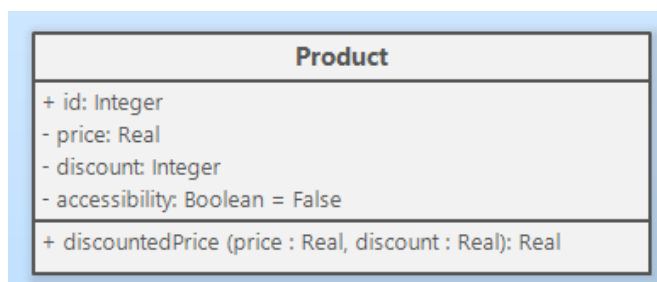 Product
+ id: Integer
- price: Real
- discount: Integer
- accessibility: Boolean = False
+ discountedPrice (price : Real, discount : Real): Real